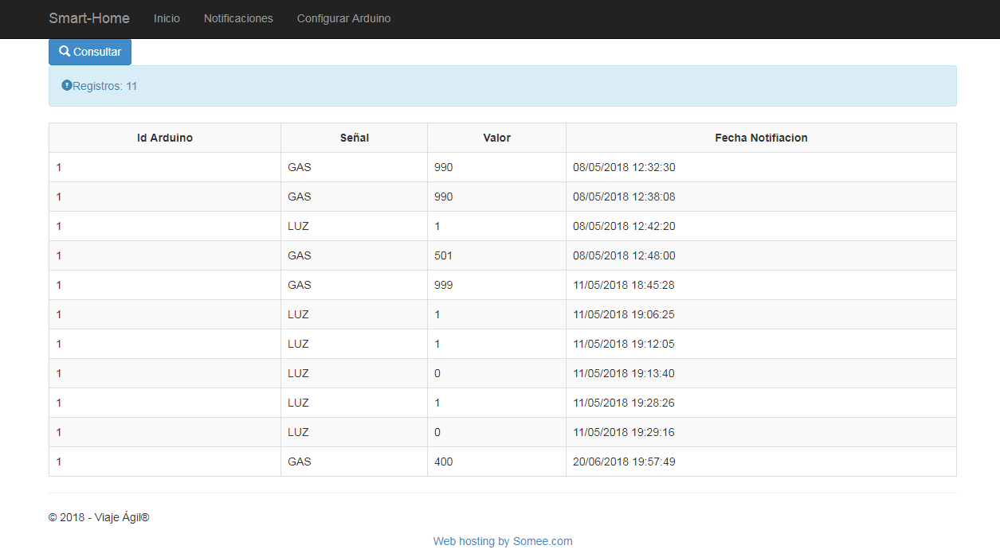 Smart-Home Inicio Notificaciones Configurar Arduino
Consultar
Registros: 11
Id Arduino Señal Valor Fecha Notifiacion
1 GAS 990 08/05/2018 12:32:30
1 GAS 990 08/05/2018 12:38:08
1 LUZ 1 08/05/2018 12:42:20
1 GAS 501 08/05/2018 12:48:00
1 GAS 999 11/05/2018 18:45:28
1 LUZ 1 11/05/2018 19:06:25
1 LUZ 1 11/05/2018 19:12:05
1 LUZ 0 11/05/2018 19:13:40
1 LUZ 1 11/05/2018 19:28:26
1 LUZ 0 11/05/2018 19:29:16
1 GAS 400 20/06/2018 19:57:49
© 2018 - Viaje Ágil®
Web hosting by Somee.com